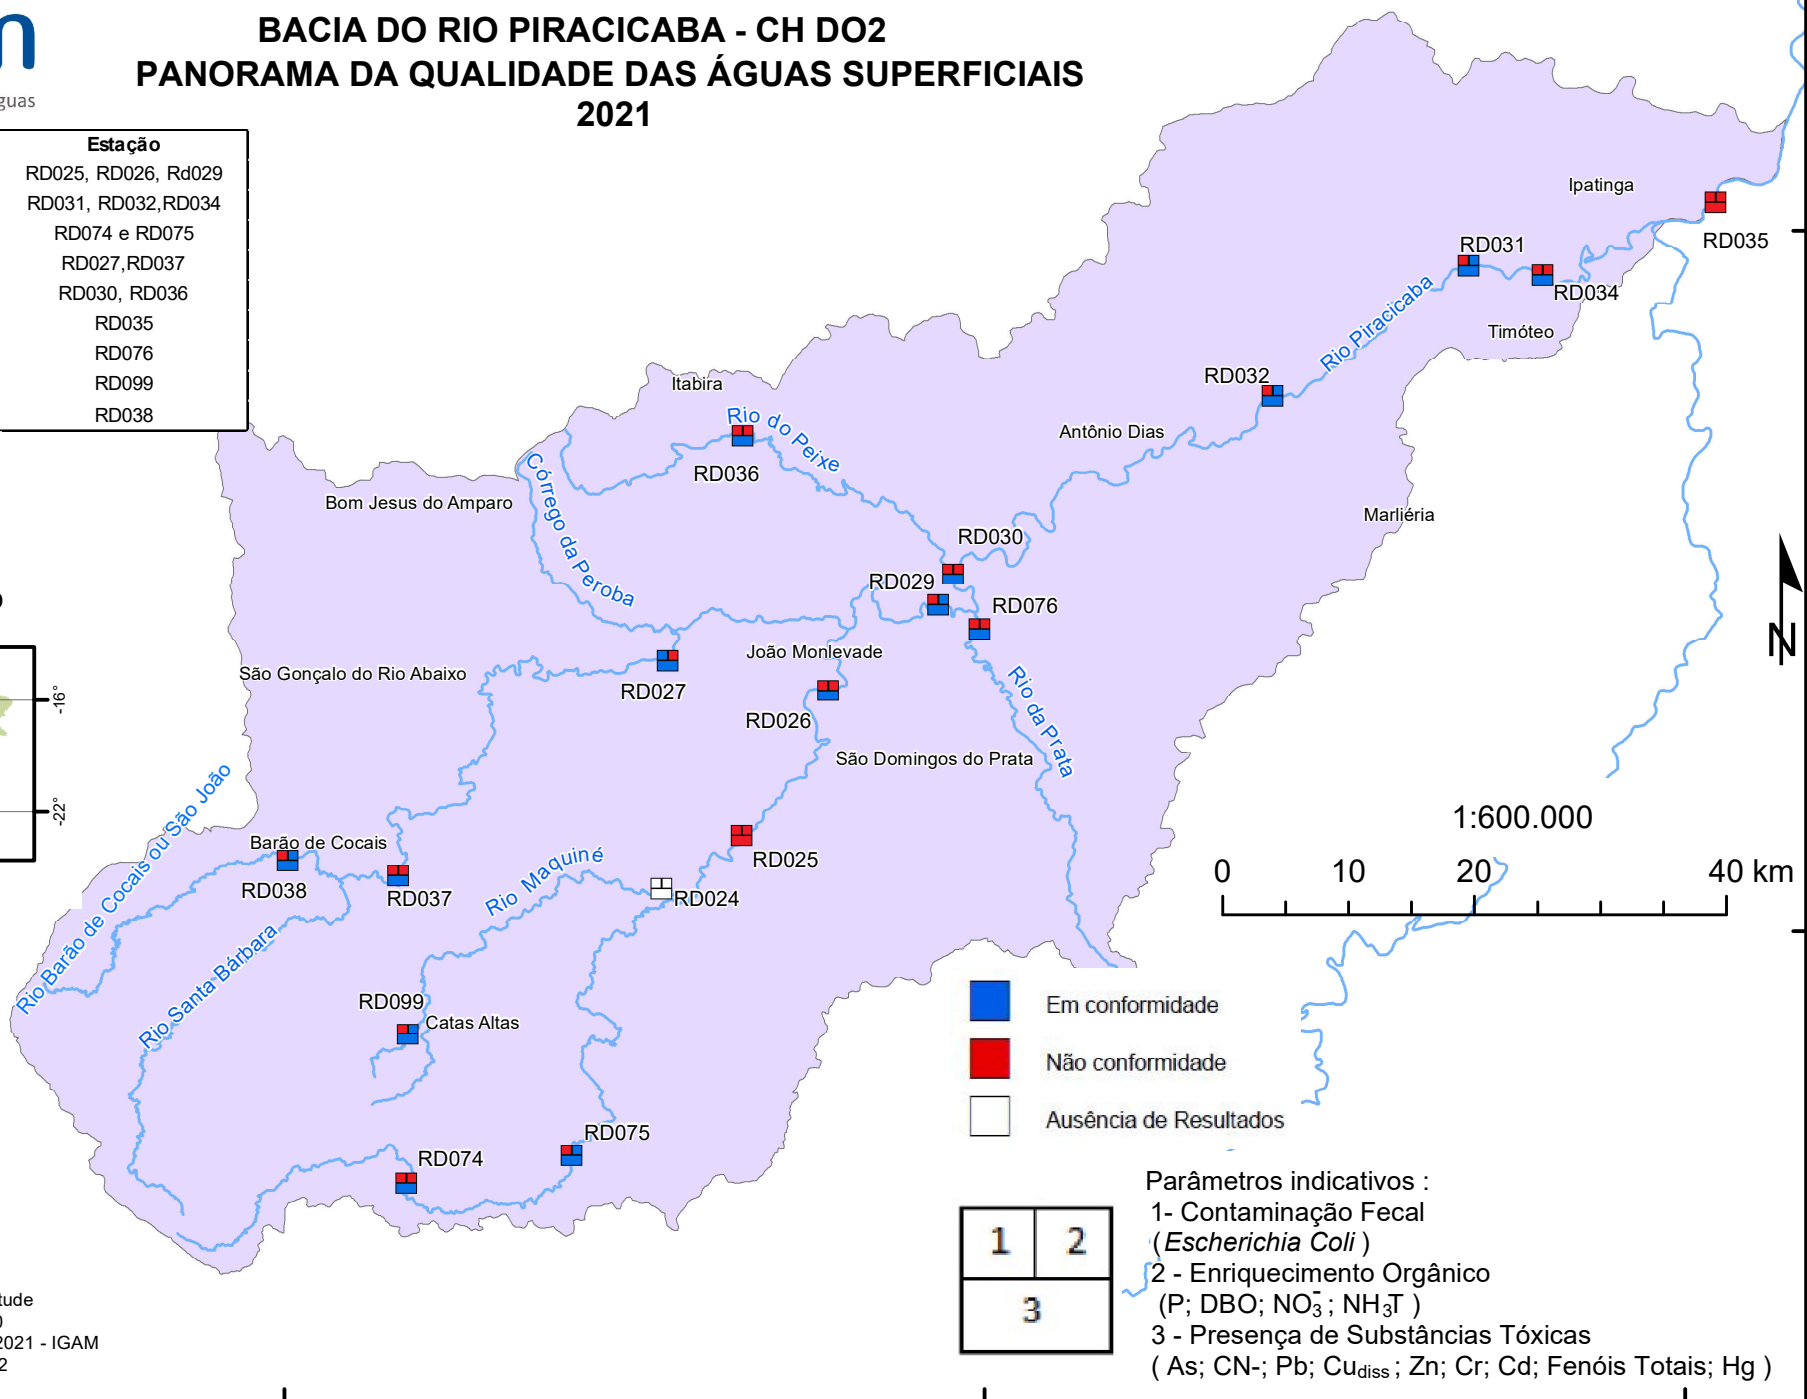 BACIA DO RIO PIRACICABA - CH DO2
PANORAMA DA QUALIDADE DAS ÁGUAS SUPERFICIAIS
2021
guas
Estação
RD025, RD026, Rd029
RD031, RD032,RD034
RD074 e RD075
RD027,RD037
RD030, RD036
RD035
RD076
RD099
RD038
Ipatinga
RD035
RD031
RD034
Timóteo
Rio Piracicaba
RD032
Itabira
Rio do Peixe
RD036
Antônio Dias
Córrego da Peroba
Bom Jesus do Amparo
Marliéria
RD030
RD029
RD076
N
João Monlevade
São Gonçalo do Rio Abaixo
RD027
RD026
Rio da Prata
-16°
São Domingos do Prata
-22°
1:600.000
0 10 20 40 km
Rio Barão de Cocais ou São João
Barão de Cocais
RD038
RD037
RD025
Rio Maquiné
RD024
Rio Santa Bárbara
RD099
Catas Altas
Em conformidade
Não conformidade
Ausência de Resultados
RD075
RD074
Parâmetros indicativos :
1- Contaminação Fecal
(Escherichia Coli )
2 - Enriquecimento Orgânico
(P; DBO; NO₃⁻; NH₃T )
3 - Presença de Substâncias Tóxicas
( As; CN-; Pb; Cudiss ; Zn; Cr; Cd; Fenóis Totais; Hg )
1 2
3
tude
2021 - IGAM
2